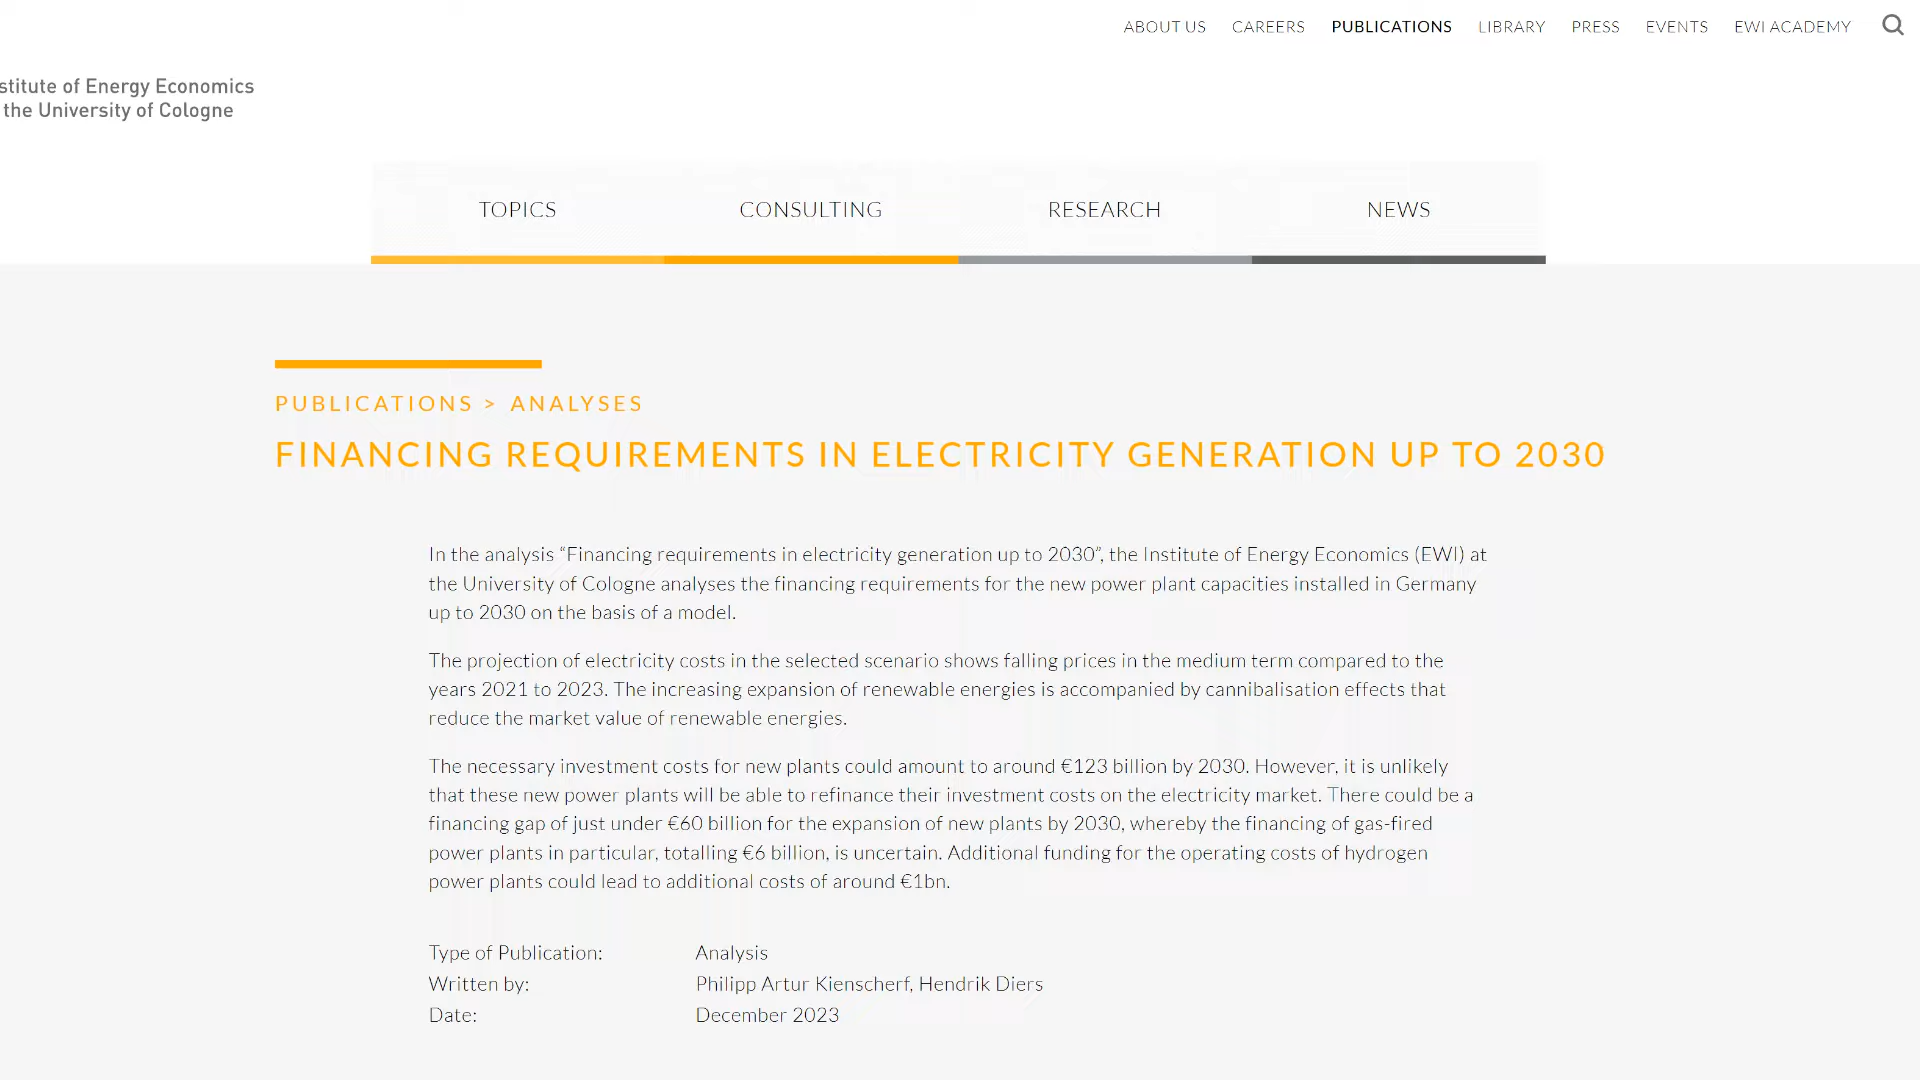 ABOUT US CAREERS PUBLICATIONS LIBRARY PRESS EVENTS EWI ACADEMY
stitute of Energy Economics
the University of Cologne
TOPICS CONSULTING RESEARCH NEWS
PUBLICATIONS > ANALYSES
FINANCING REQUIREMENTS IN ELECTRICITY GENERATION UP TO 2030
In the analysis “Financing requirements in electricity generation up to 2030”, the Institute of Energy Economics (EWI) at
the University of Cologne analyses the financing requirements for the new power plant capacities installed in Germany
up to 2030 on the basis of a model.
The projection of electricity costs in the selected scenario shows falling prices in the medium term compared to the
years 2021 to 2023. The increasing expansion of renewable energies is accompanied by cannibalisation effects that
reduce the market value of renewable energies.
The necessary investment costs for new plants could amount to around €123 billion by 2030. However, it is unlikely
that these new power plants will be able to refinance their investment costs on the electricity market. There could be a
financing gap of just under €60 billion for the expansion of new plants by 2030, whereby the financing of gas-fired
power plants in particular, totalling €6 billion, is uncertain. Additional funding for the operating costs of hydrogen
power plants could lead to additional costs of around €1bn.
Type of Publication: Analysis
Written by: Philipp Artur Kienscherf, Hendrik Diers
Date: December 2023